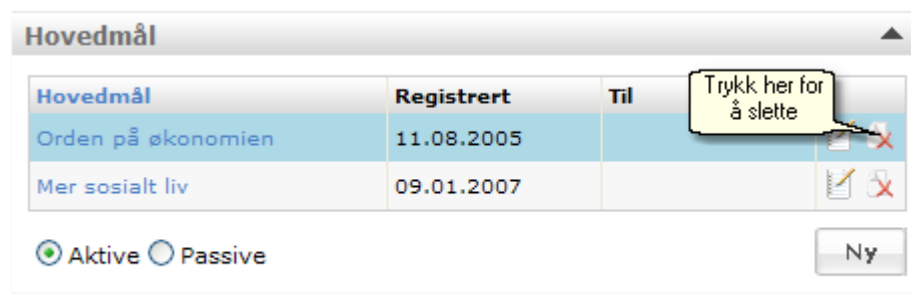 Hovedmål
Hovedmål Registrert Til
Trykk her for
å slette
Orden på økonomien 11.08.2005
Mer sosialt liv 09.01.2007
Aktive Passive Ny